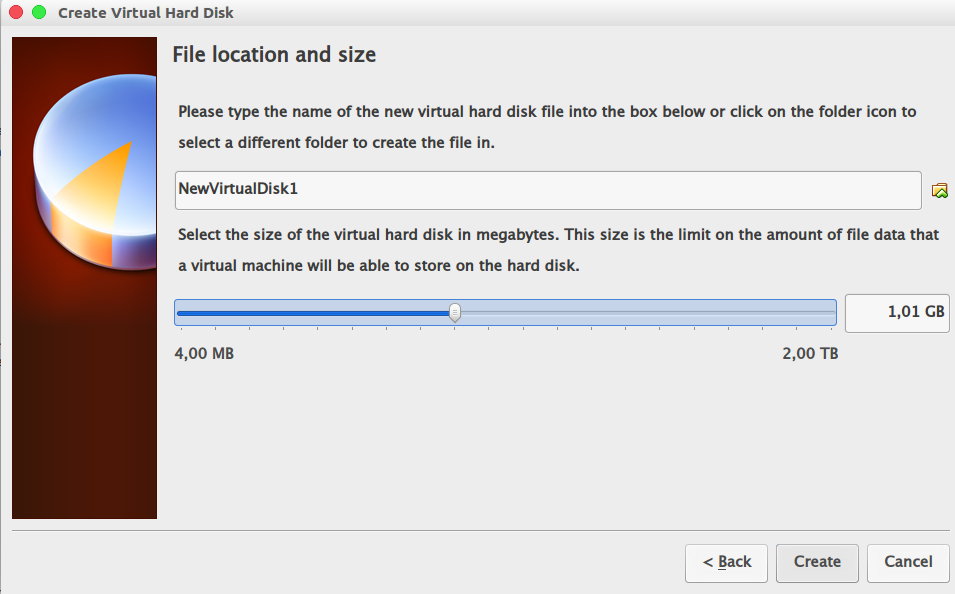 Create Virtual Hard Disk
File location and size
Please type the name of the new virtual hard disk file into the box below or click on the folder icon to
select a different folder to create the file in.
NewVirtualDisk1
Select the size of the virtual hard disk in megabytes. This size is the limit on the amount of file data that
a virtual machine will be able to store on the hard disk.
1,01 GB
4,00 MB 2,00 TB
< Back Create Cancel